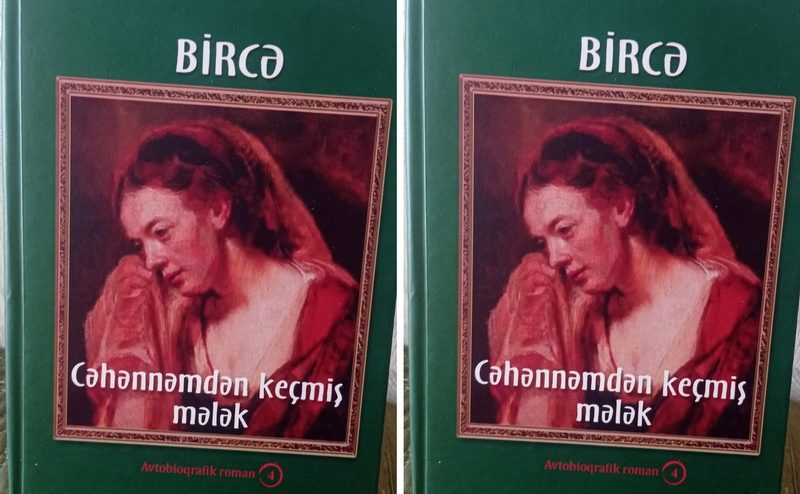 BİRCƏ
Cəhənnəmdən keçmiş
mələk
Avtobioqrafik roman 4
BİRCƏ
Cəhənnəmdən keçmiş
mələk
Avtobioqrafik roman 4